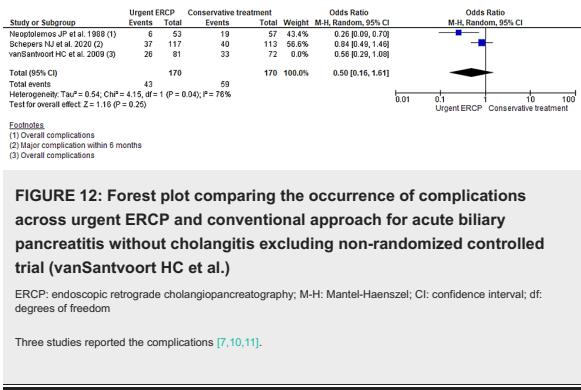 Urgent ERCP Conservative treatment Odds Ratio Odds Ratio
Study or Subgroup Events Total Events Total Weight M-H, Random, 95% CI M-H, Random, 95% CI
Neoptolemos JP et al. 1988 (1) 6 53 19 57 43.4% 0.26 [0.09, 0.70]
Schepers NJ et al. 2020 (2) 37 117 40 113 56.6% 0.84 [0.49, 1.46]
vanSantvoort HC et al. 2009 (3) 26 81 33 72 0.0% 0.56 [0.29, 1.08]
Total (95% CI) 170 170 100.0% 0.50 [0.16, 1.61]
Total events 43 59
Heterogeneity: Tau² = 0.54; Chi² = 4.15, df = 1 (P = 0.04); I² = 76%
Test for overall effect: Z = 1.16 (P = 0.25)
0.01 0.1 1 10 100
Urgent ERCP Conservative treatment
Footnotes
(1) Overall complications
(2) Major complication within 6 months
(3) Overall complications
FIGURE 12: Forest plot comparing the occurrence of complications
across urgent ERCP and conventional approach for acute biliary
pancreatitis without cholangitis excluding non-randomized controlled
trial (vanSantvoort HC et al.)
ERCP: endoscopic retrograde cholangiopancreatography; M-H: Mantel-Haenszel; CI: confidence interval; df:
degrees of freedom
Three studies reported the complications [7,10,11].